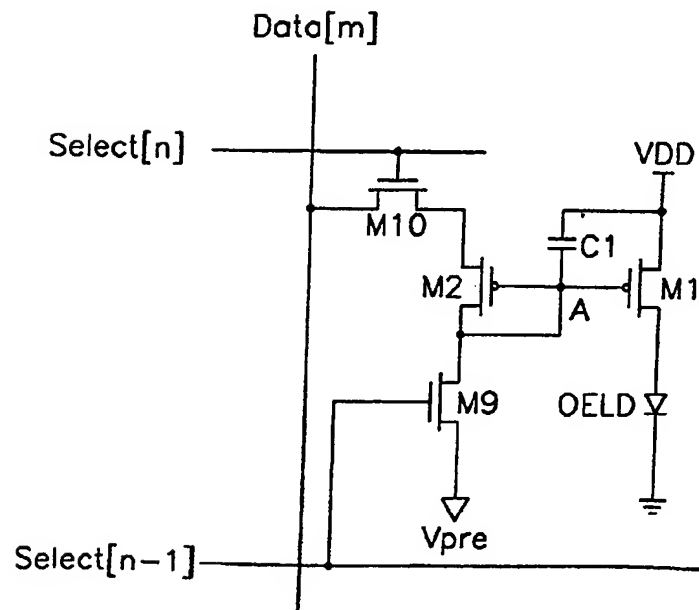 Data[m]
Select[n]
VDD
M10
C1
M2
M1
A
M9
OELD
Vpre
Select[n-1]